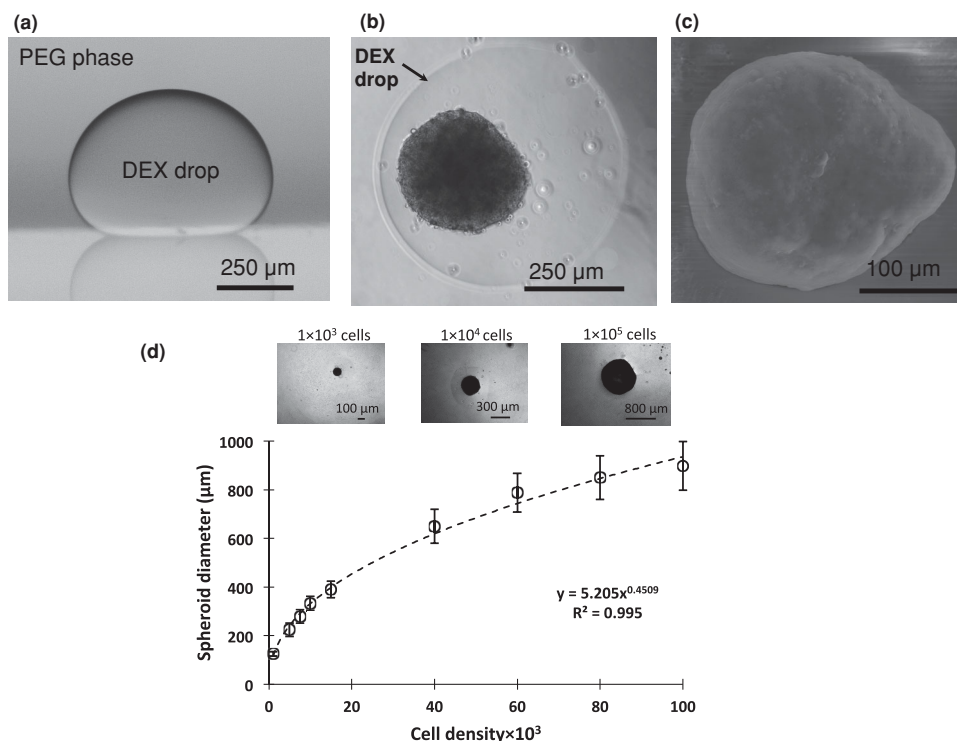 (a)
PEG phase
DEX drop
250 µm
(b)
DEX
drop
250 µm
(c)
100 µm
(d)
1×10³ cells
100 µm
1×10⁴ cells
300 µm
1×10⁵ cells
800 µm
Spheroid diameter (µm)
1000
800
600
400
200
0
y = 5.205x⁰·⁴⁵⁰⁹
R² = 0.995
0 20 40 60 80 100
Cell density×10³